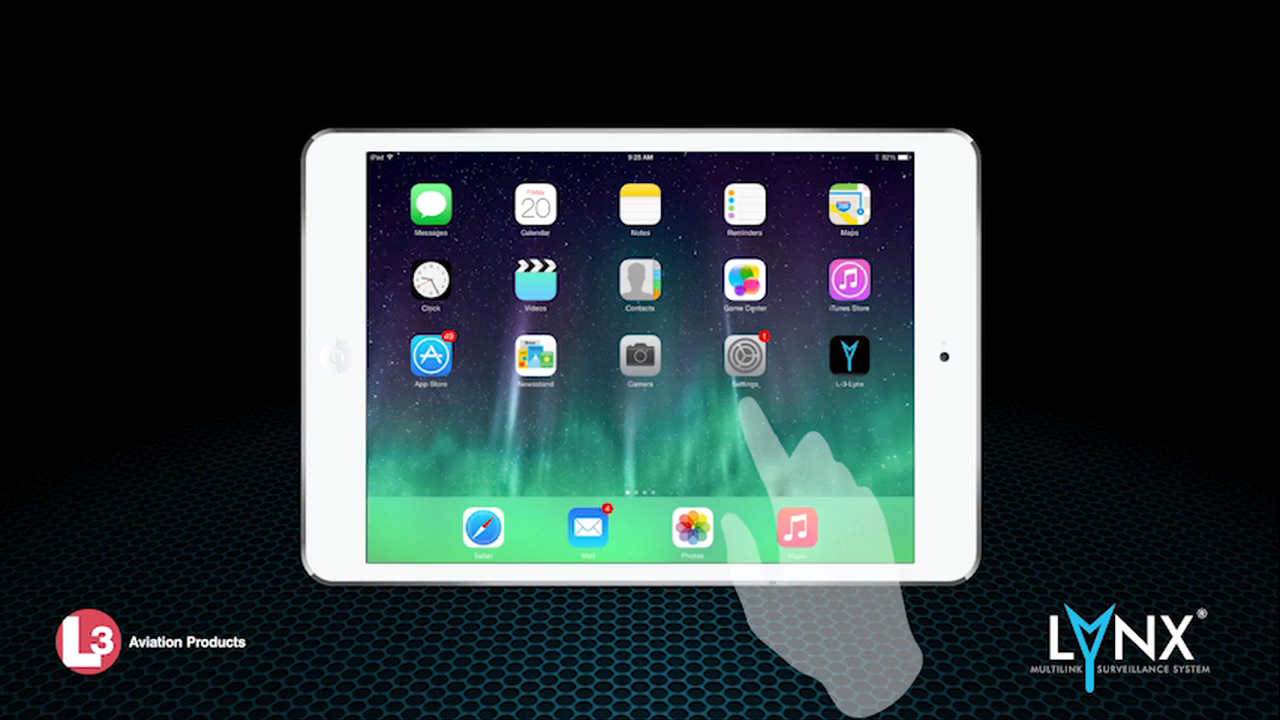 iPad 9:25 AM 82%
Messages Friday 20 Calendar Notes Reminders 280 Maps
Clock Videos Contacts Game Center iTunes Store
App Store Newsstand Camera 1 Settings L-3-Lynx
Safari 4 Mail Photos Music
L3 Aviation Products
LYNX®
MULTILINK SURVEILLANCE SYSTEM